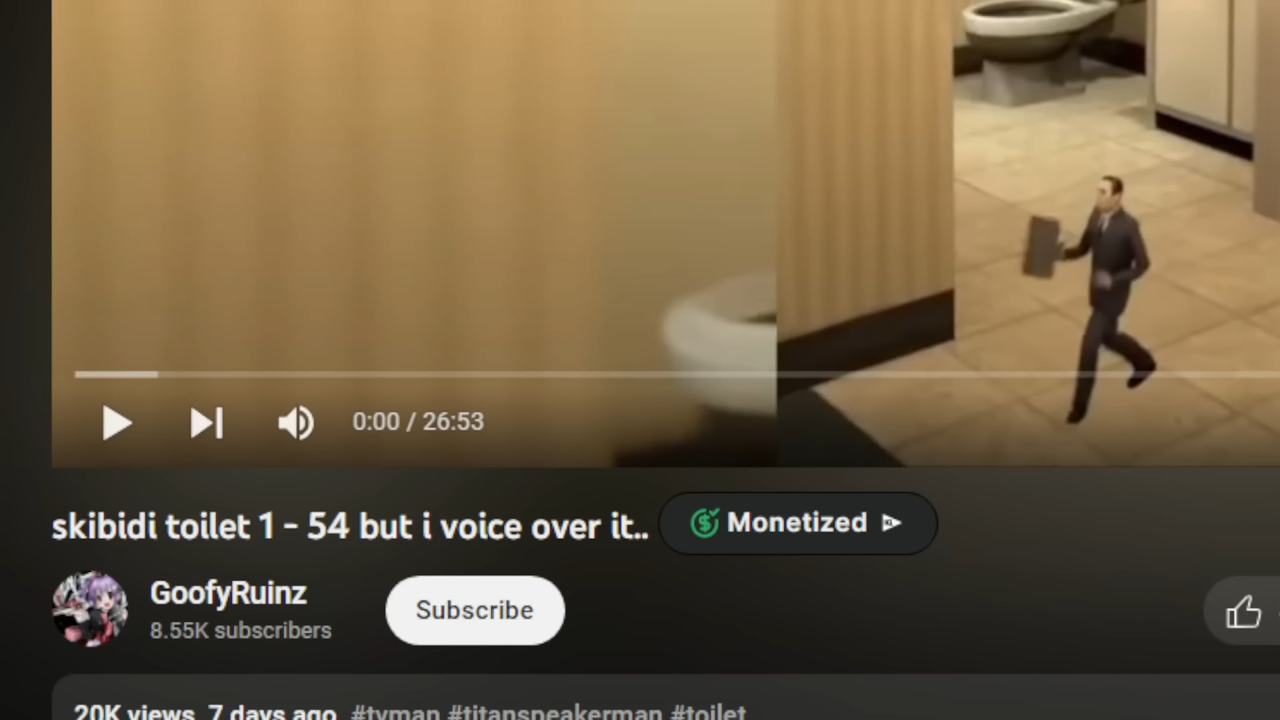 0:00 / 26:53
skibidi toilet 1 - 54 but i voice over it.. Monetized
GoofyRuinz
8.55K subscribers
Subscribe
20K views 7 days ago #tvman #titanspeakerman #toilet